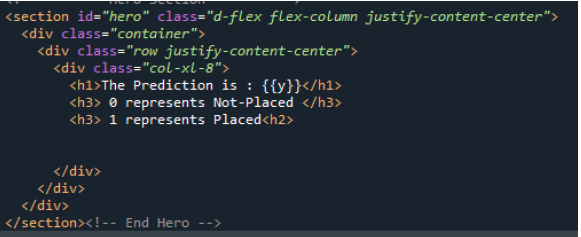 <section id="hero" class="d-flex flex-column justify-content-center">
<div class="container">
<div class="row justify-content-center">
<div class="col-xl-8">
<h1>The Prediction is : {{y}}</h1>
<h3> 0 represents Not-Placed </h3>
<h3> 1 represents Placed<h2>
</div>
</div>
</div>
</section><!-- End Hero -->